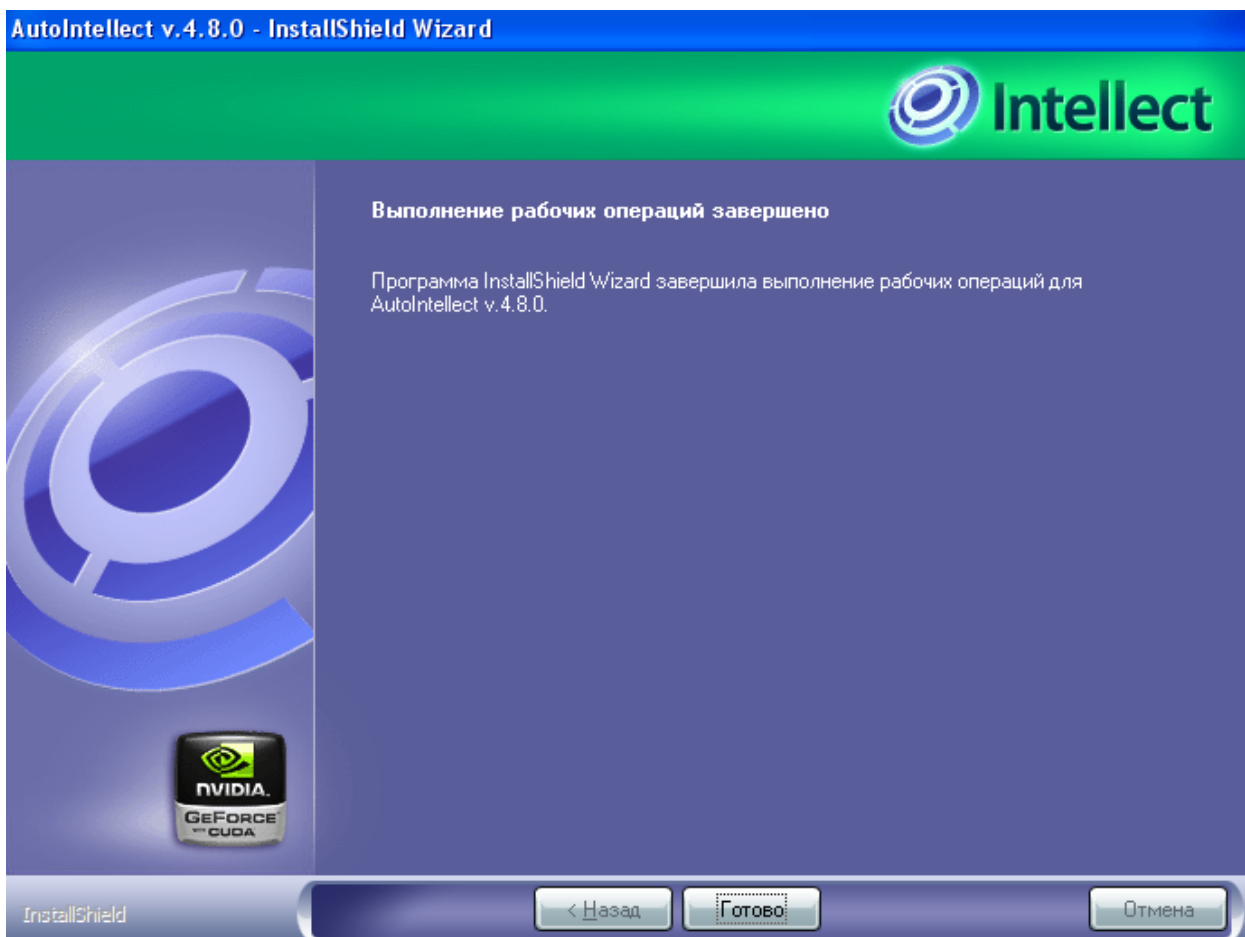 AutoIntellect v.4.8.0 - InstallShield Wizard
Intellect
Выполнение рабочих операций завершено
Программа InstallShield Wizard завершила выполнение рабочих операций для
AutoIntellect v.4.8.0.
NVIDIA.
GEFORCE
WITH CUDA
InstallShield
< Назад
Готово
Отмена